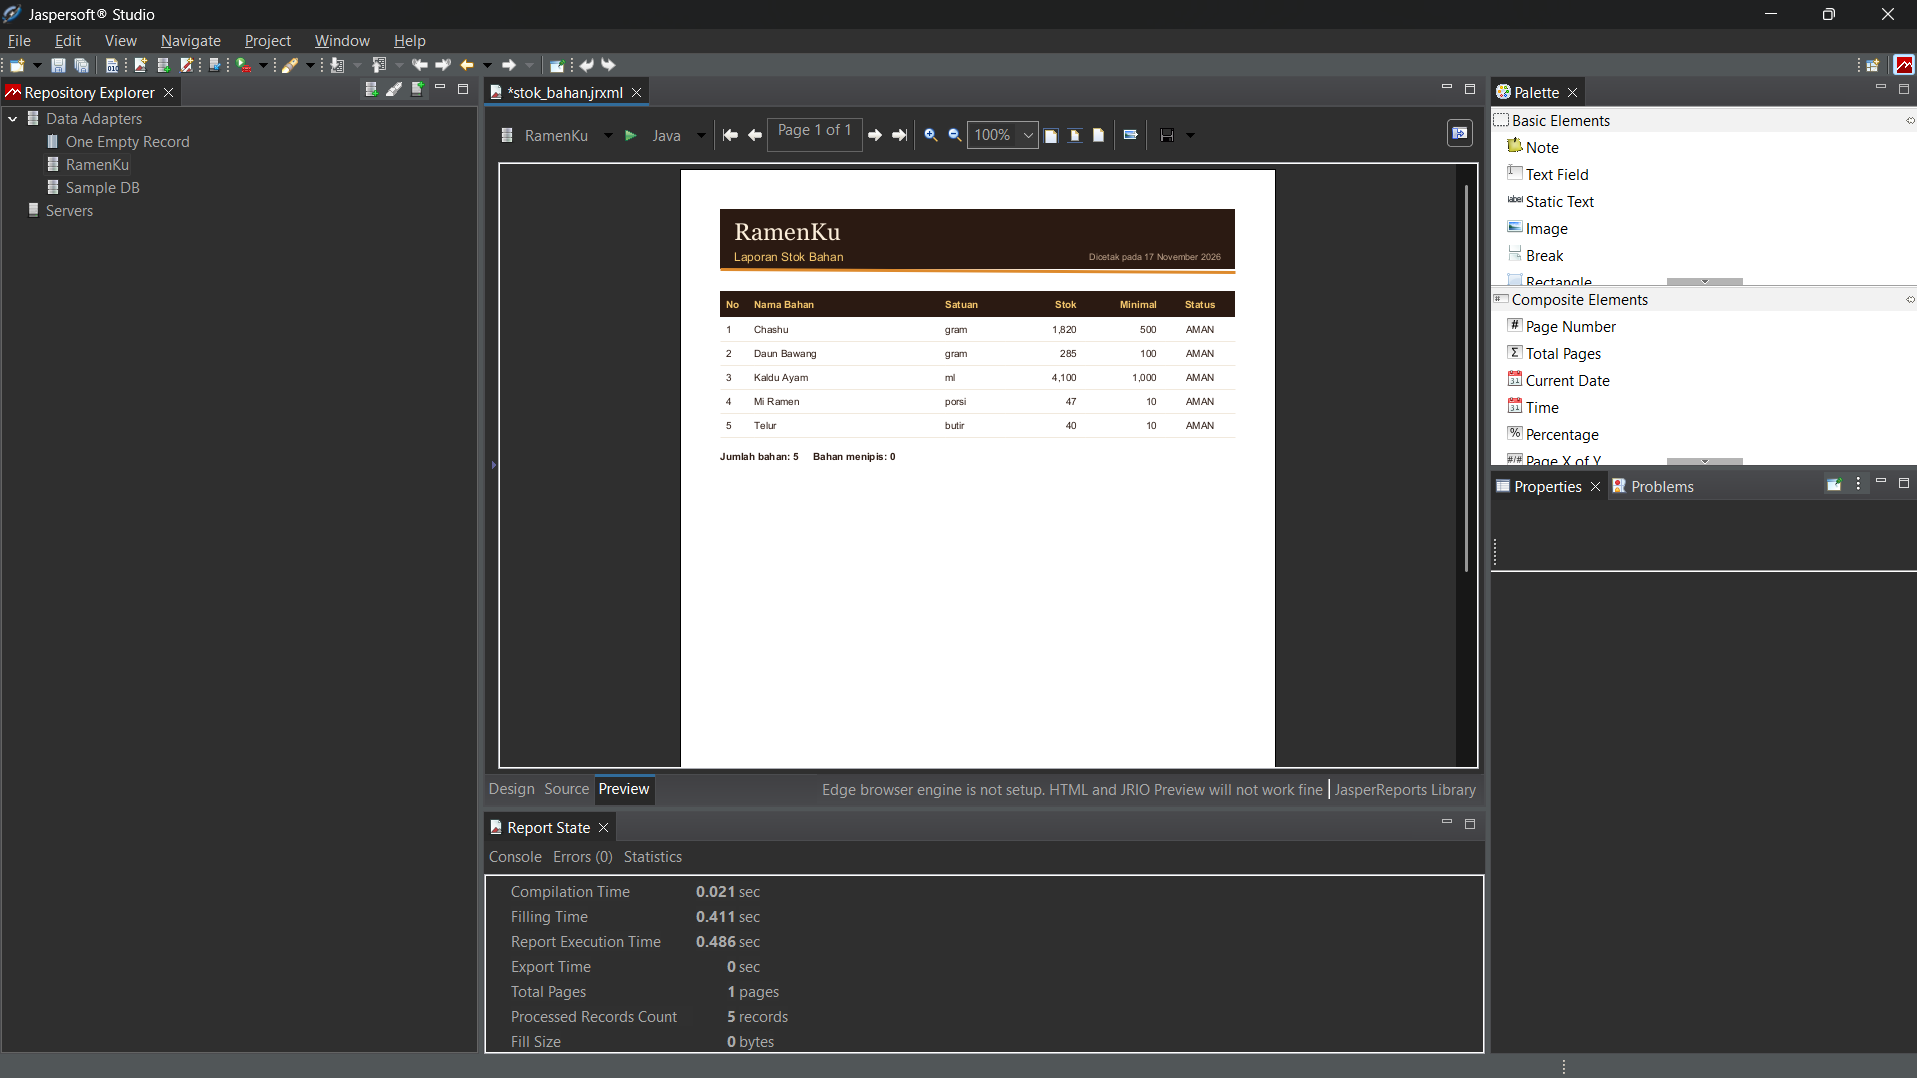 Jaspersoft® Studio
File Edit View Navigate Project Window Help
Repository Explorer
Data Adapters
One Empty Record
RamenKu
Sample DB
Servers
*stok_bahan.jrxml
RamenKu Java Page 1 of 1 100%
RamenKu
Laporan Stok Bahan Dicetak pada 17 November 2026
No Nama Bahan Satuan Stok Minimal Status
1 Chashu gram 1,820 500 AMAN
2 Daun Bawang gram 285 100 AMAN
3 Kaldu Ayam ml 4,100 1,000 AMAN
4 Mi Ramen porsi 47 10 AMAN
5 Telur butir 40 10 AMAN
Jumlah bahan: 5 Bahan menipis: 0
Design Source Preview Edge browser engine is not setup. HTML and JRIO Preview will not work fine JasperReports Library
Report State
Console Errors (0) Statistics
Compilation Time 0.021 sec
Filling Time 0.411 sec
Report Execution Time 0.486 sec
Export Time 0 sec
Total Pages 1 pages
Processed Records Count 5 records
Fill Size 0 bytes
Palette
Basic Elements
Note
Text Field
label Static Text
Image
Break
Rectangle
Composite Elements
# Page Number
Σ Total Pages
31 Current Date
31 Time
% Percentage
#/# Page X of Y
Properties Problems